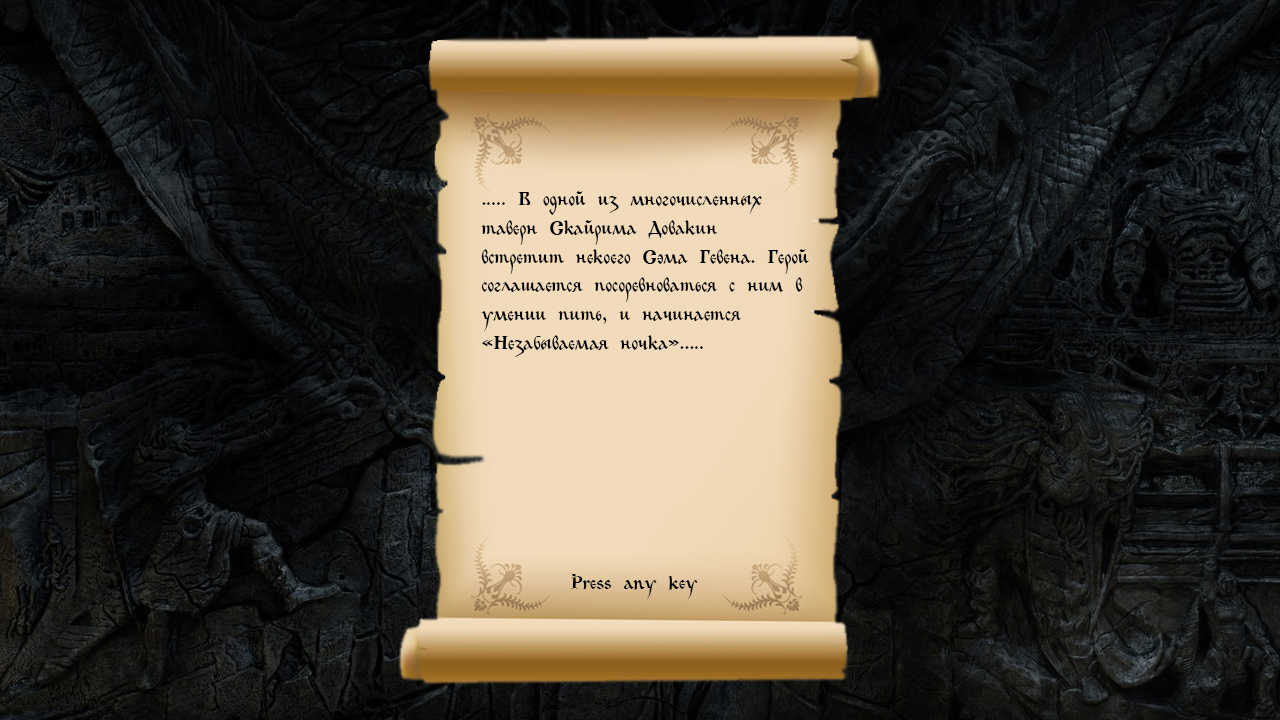 ..... В одной из многочисленных
таверн Скайрима Довакин
встретит некоего Сэма Гевена. Герой
соглашается посоревноваться с ним в
умении пить, и начинается
«Незабываемая ночка».....
Press any key